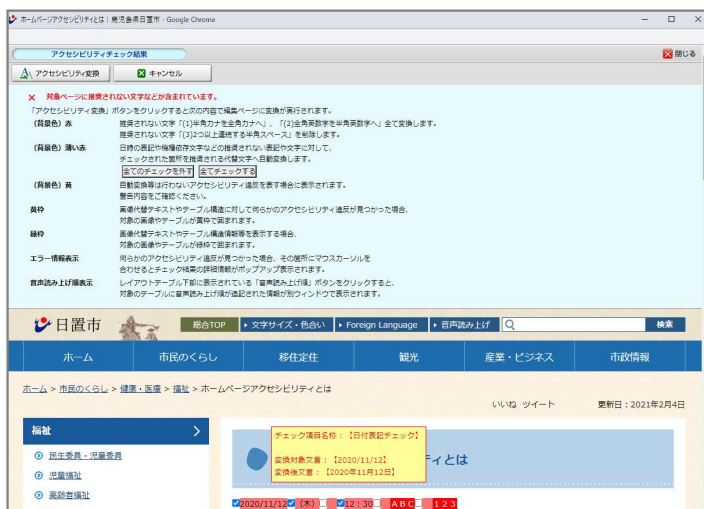 ホームページアクセシビリティとは | 鹿児島県日置市 - Google Chrome
アクセシビリティチェック結果
閉じる
アクセシビリティ変換 キャンセル
× 対象ページに推奨されない文字などが含まれています。
「アクセシビリティ変換」ボタンをクリックすると次の内容で編集ページに変換が実行されます。
(背景色) 赤 推奨されない文字「(1)半角カナを全角カナへ」、「(2)全角英数字を半角英数字へ」全て変換します。
推奨されない文字「(3)2つ以上連続する半角スペース」を削除します。
(背景色) 薄い赤 日時の表記や機種依存文字などの推奨されない表記や文字に対して、
チェックされた箇所を推奨される代替文字へ自動変換します。
全てのチェックを外す 全てチェックする
(背景色) 黄 自動変換等は行わないアクセシビリティ違反を表す場合に表示されます。
警告内容をご確認ください。
黄枠 画像代替テキストやテーブル構造に対して何らかのアクセシビリティ違反が見つかった場合、
対象の画像やテーブルが黄枠で囲まれます。
緑枠 画像代替テキストやテーブル構造情報等を表示する場合、
対象の画像やテーブルが緑枠で囲まれます。
エラー情報表示 何らかのアクセシビリティ違反が見つかった場合、その箇所にマウスカーソルを
合わせるとチェック結果の詳細情報がポップアップ表示されます。
音声読み上げ順表示 レイアウトテーブル下部に表示されている「音声読み上げ順」ボタンをクリックすると、
対象のテーブルに音声読み上げ順が追記された情報が別ウィンドウで表示されます。
日置市 総合TOP 文字サイズ・色合い Foreign Language 音声読み上げ 検索
ホーム 市民のくらし 移住定住 観光 産業・ビジネス 市政情報
ホーム > 市民のくらし > 健康・医療 > 福祉 > ホームページアクセシビリティとは
いいね ツイート 更新日：2021年2月4日
福祉
民生委員・児童委員
児童福祉
高齢者福祉
チェック項目名称：【日付表記チェック】
変換対象文言：【2020/11/12】
変換後文言：【2020年11月12日】
ティとは
2020/11/12 (木) 12：30 ＡＢＣ １２３